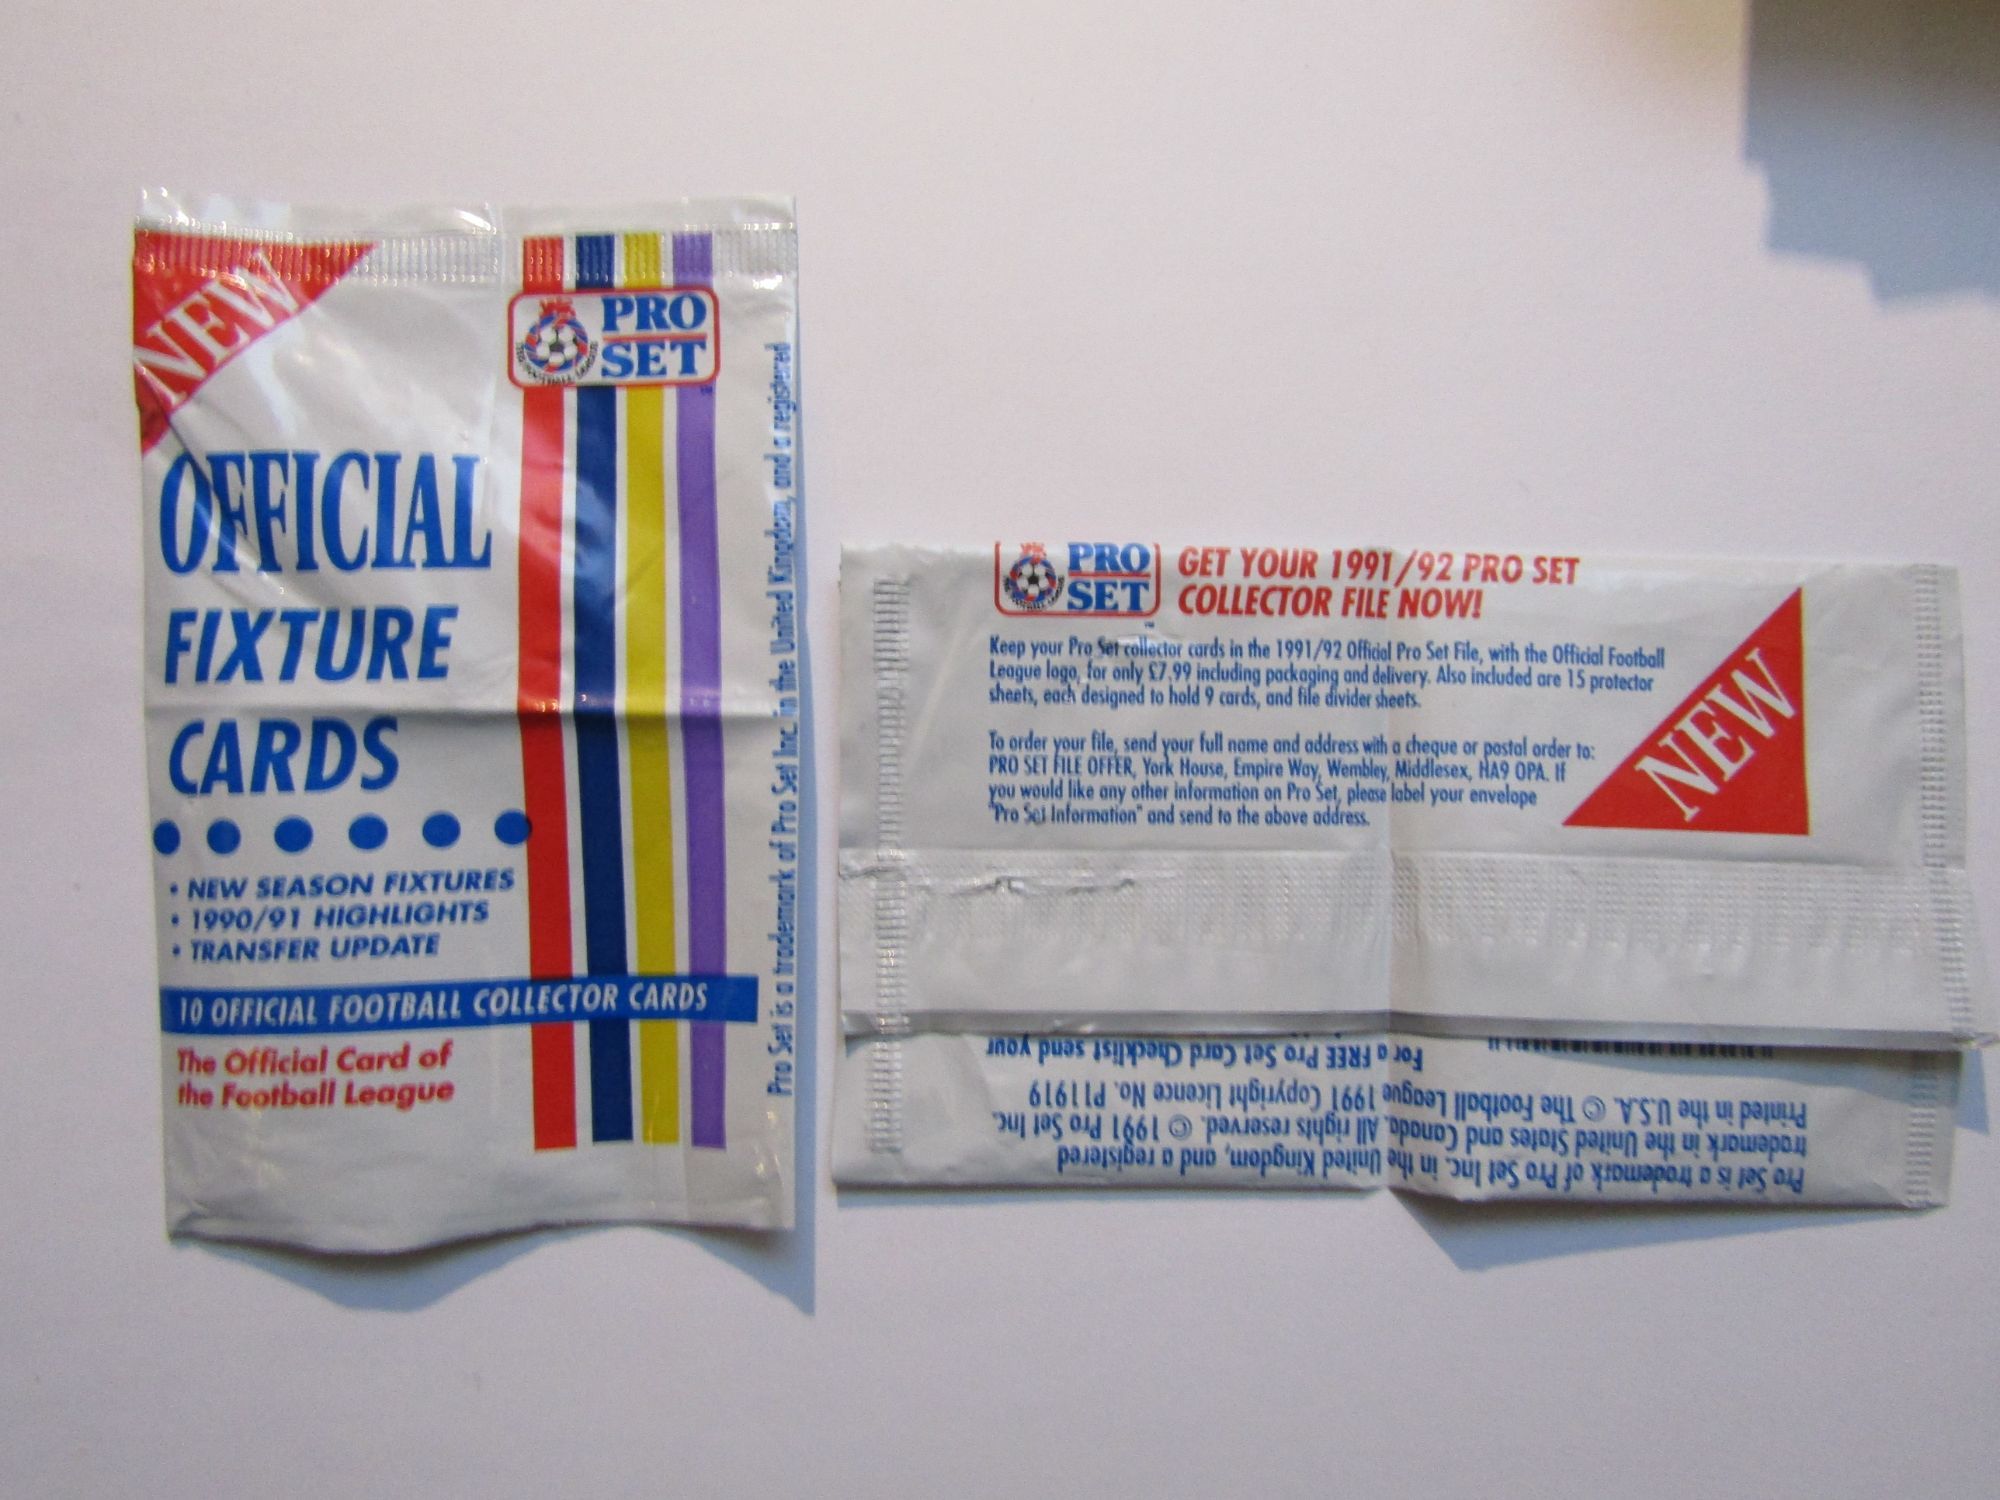 NEW
PRO
SET
THE FOOTBALL LEAGUE
OFFICIAL
FIXTURE
CARDS
• NEW SEASON FIXTURES
• 1990/91 HIGHLIGHTS
• TRANSFER UPDATE
10 OFFICIAL FOOTBALL COLLECTOR CARDS
The Official Card of
the Football League
Pro Set is a trademark of Pro Set Inc. in the United Kingdom, and a registered
PRO
SET
GET YOUR 1991/92 PRO SET
COLLECTOR FILE NOW!
Keep your Pro Set collector cards in the 1991/92 Official Pro Set File, with the Official Football
League logo, for only £7.99 including packaging and delivery. Also included are 15 protector
sheets, each designed to hold 9 cards, and file divider sheets.
To order your file, send your full name and address with a cheque or postal order to:
PRO SET FILE OFFER, York House, Empire Way, Wembley, Middlesex, HA9 OPA. If
you would like any other information on Pro Set, please label your envelope
"Pro Set Information" and send to the above address.
NEW
Pro Set is a trademark of Pro Set Inc. in the United Kingdom, and a registered
trademark in the United States and Canada. All rights reserved. © 1991 Pro Set Inc.
Printed in the U.S.A. © The Football League 1991 Copyright Licence No. P11919
For a FREE Pro Set Card Checklist send your